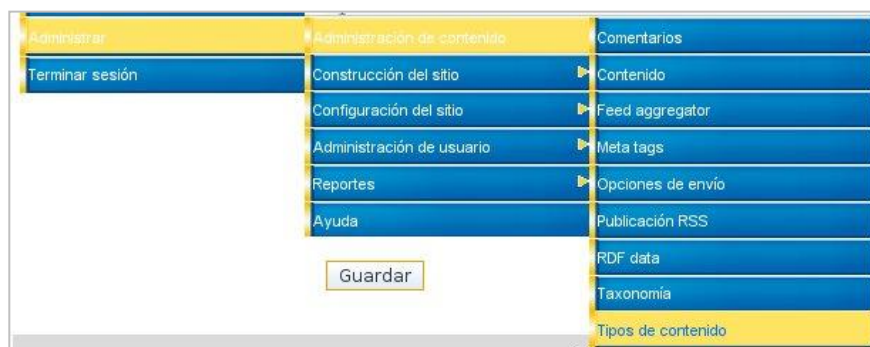 Administrar
Terminar sesión
Administración de contenido
Construcción del sitio
Configuración del sitio
Administración de usuario
Reportes
Ayuda
Guardar
Comentarios
Contenido
Feed aggregator
Meta tags
Opciones de envío
Publicación RSS
RDF data
Taxonomía
Tipos de contenido